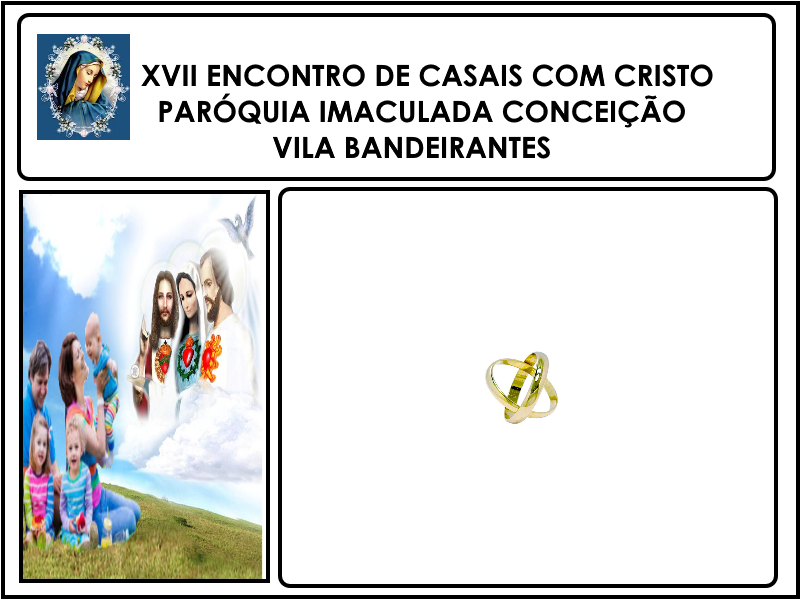 XVII ENCONTRO DE CASAIS COM CRISTO
PARÓQUIA IMACULADA CONCEIÇÃO
VILA BANDEIRANTES